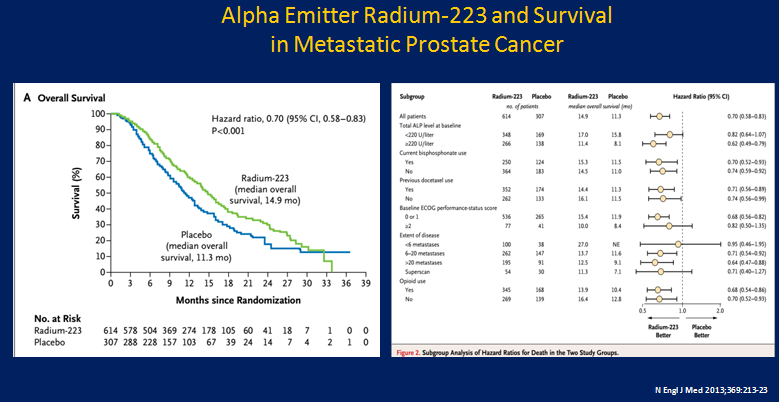 Alpha Emitter Radium-223 and Survival
in Metastatic Prostate Cancer
A Overall Survival
Survival (%)
100
90
80
70
60
50
40
30
20
10
0
Hazard ratio, 0.70 (95% CI, 0.58–0.83)
P<0.001
Radium-223
(median overall
survival, 14.9 mo)
Placebo
(median overall
survival, 11.3 mo)
0 3 6 9 12 15 18 21 24 27 30 33 36 39
Months since Randomization
No. at Risk
Radium-223 614 578 504 369 274 178 105 60 41 18 7 1 0 0
Placebo 307 288 228 157 103 67 39 24 14 7 4 2 1 0
Subgroup Radium-223 Placebo Radium-223 Placebo Hazard Ratio (95% CI)
no. of patients median overall survival (mo)
All patients 614 307 14.9 11.3 0.70 (0.58–0.83)
Total ALP level at baseline
<220 U/liter 348 169 17.0 15.8 0.82 (0.64–1.07)
≥220 U/liter 266 138 11.4 8.1 0.62 (0.49–0.79)
Current bisphosphonate use
Yes 250 124 15.3 11.5 0.70 (0.52–0.93)
No 364 183 14.5 11.0 0.74 (0.59–0.92)
Previous docetaxel use
Yes 352 174 14.4 11.3 0.71 (0.56–0.89)
No 262 133 16.1 11.5 0.74 (0.56–0.99)
Baseline ECOG performance-status score
0 or 1 536 265 15.4 11.9 0.68 (0.56–0.82)
≥2 77 41 10.0 8.4 0.82 (0.50–1.35)
Extent of disease
<6 metastases 100 38 27.0 NE 0.95 (0.46–1.95)
6–20 metastases 262 147 13.7 11.6 0.71 (0.54–0.92)
>20 metastases 195 91 12.5 9.1 0.64 (0.47–0.88)
Superscan 54 30 11.3 7.1 0.71 (0.40–1.27)
Opioid use
Yes 345 168 13.9 10.4 0.68 (0.54–0.86)
No 269 139 16.4 12.8 0.70 (0.52–0.93)
0.5 1.0 2.0
Radium-223 Placebo
Better Better
Figure 2. Subgroup Analysis of Hazard Ratios for Death in the Two Study Groups.
N Engl J Med 2013;369:213-23